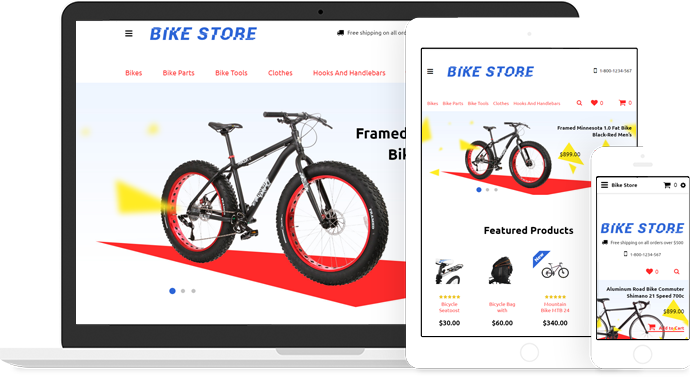 BIKE STORE
Free shipping on all ord
Bikes
Bike Parts
Bike Tools
Clothes
Hooks And Handlebars
Framed
Bik
BIKE STORE
1-800-1234-567
Bikes
Bike Parts
Bike Tools
Clothes
Hooks And Handlebars
0
0
Framed Minnesota 1.0 Fat Bike
Black-Red Men's
$899.00
Featured Products
New
Bicycle
Seatpost
$30.00
Bicycle Bag
with
$60.00
Mountain
Bike MTB 24
$340.00
Bike Store
0
BIKE STORE
Free shipping on all orders over $500
1-800-1234-567
0
Aluminum Road Bike Commuter
Shimano 21 Speed 700c
$899.00
Add to Cart